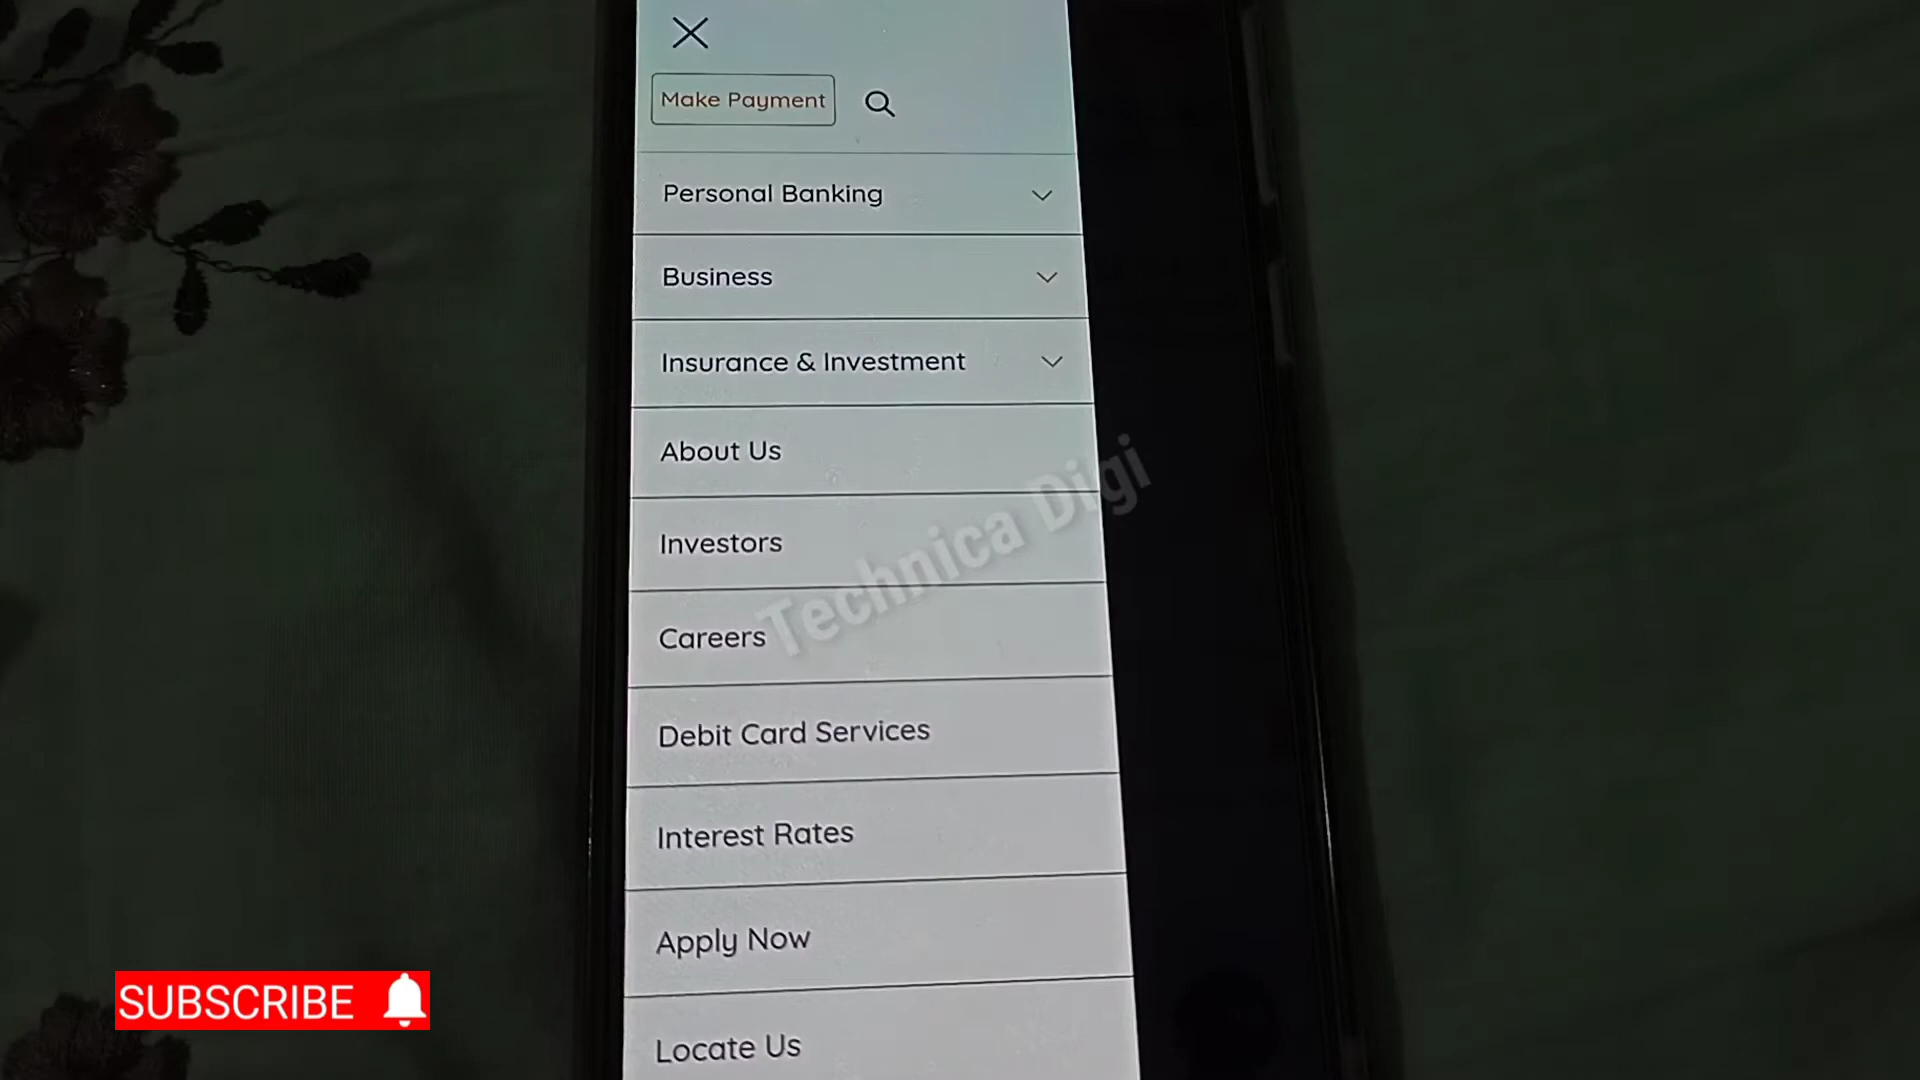 Make Payment
Personal Banking
Business
Insurance & Investment
About Us
Investors
Careers
Debit Card Services
Interest Rates
Apply Now
Locate Us
Technica Digi
SUBSCRIBE